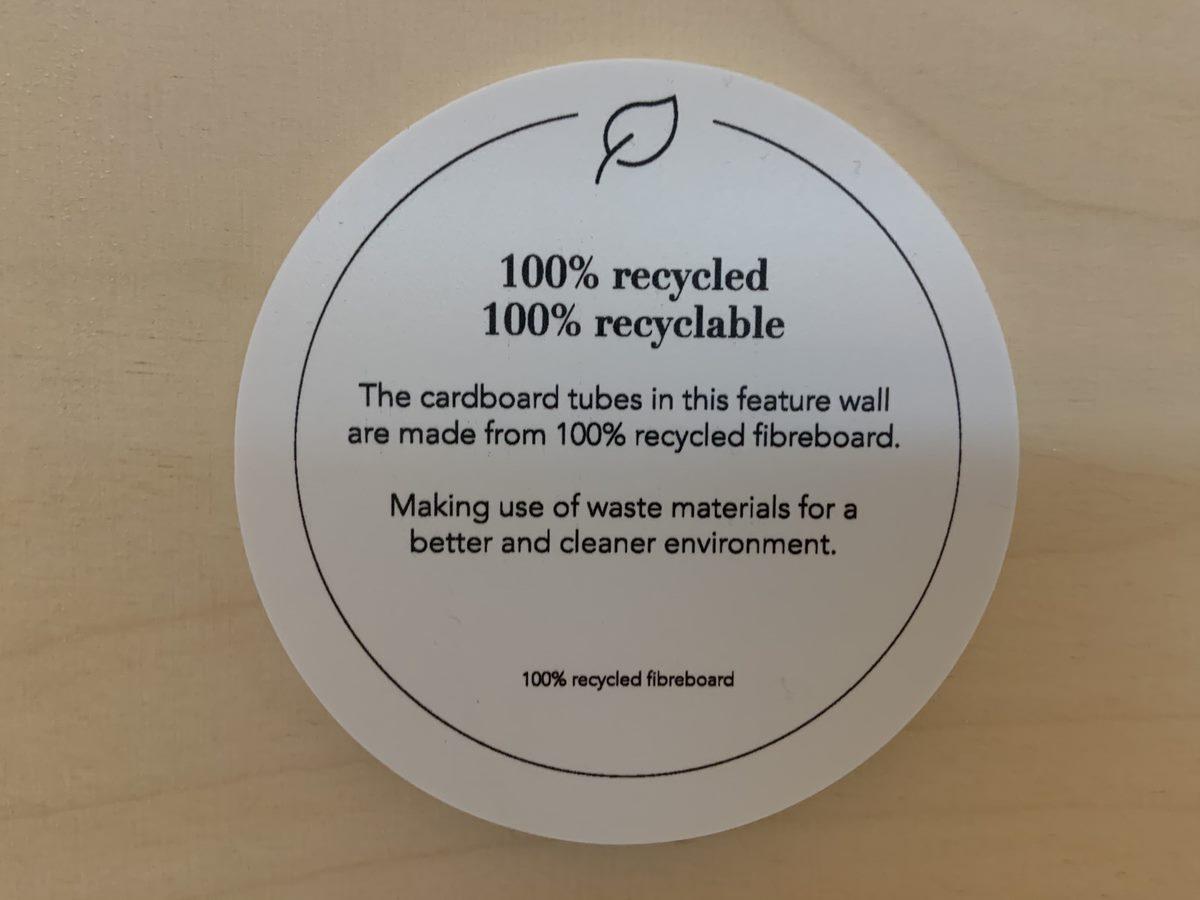 100% recycled
100% recyclable
The cardboard tubes in this feature wall
are made from 100% recycled fibreboard.
Making use of waste materials for a
better and cleaner environment.
100% recycled fibreboard